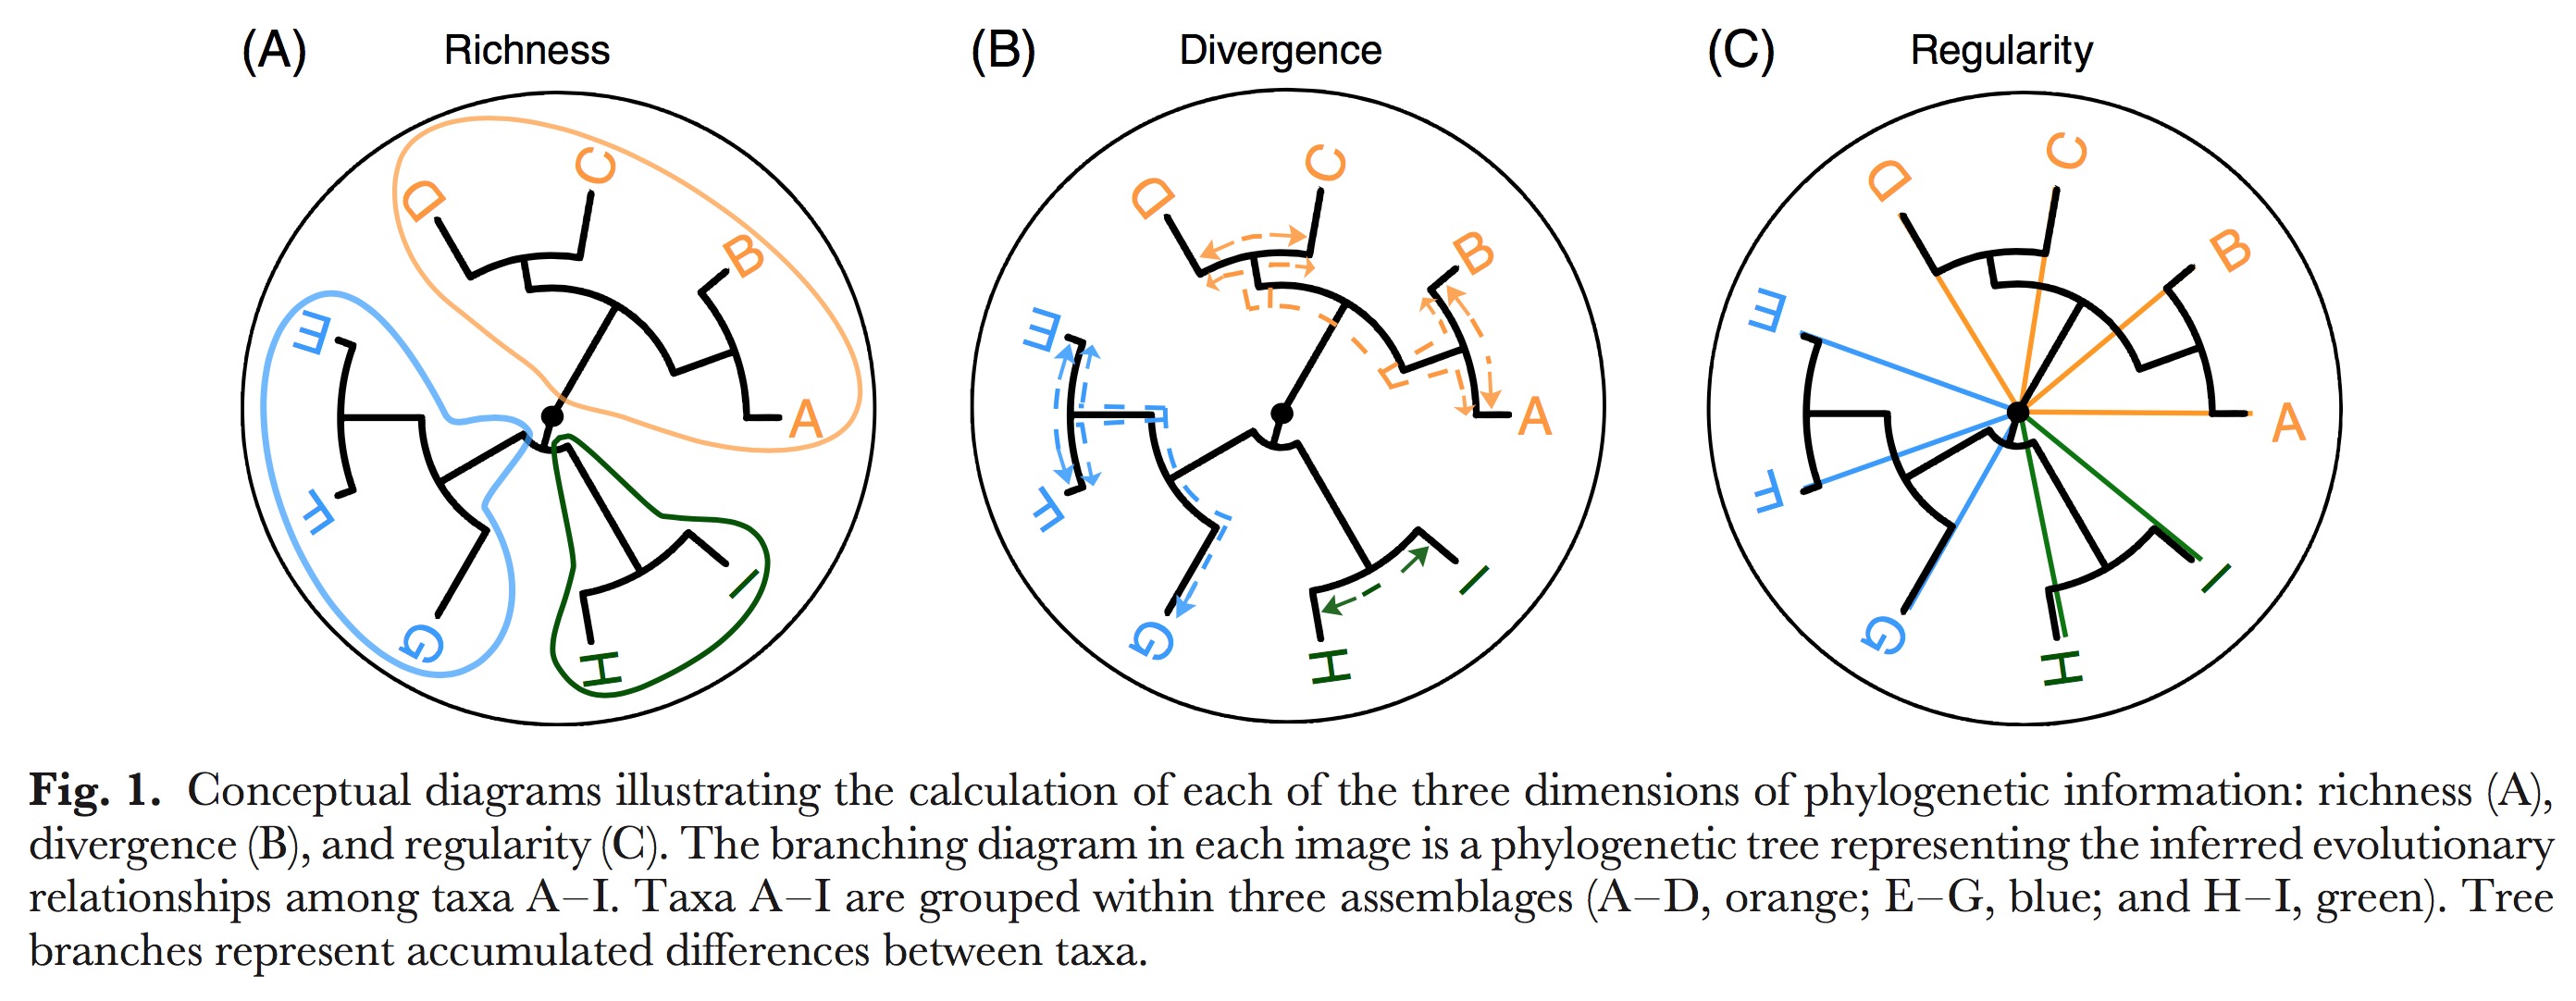 (A) Richness
(B) Divergence
(C) Regularity
D
C
B
A
E
F
G
H
I
D
C
B
A
E
F
G
H
I
D
C
B
A
E
F
G
H
I
Fig. 1. Conceptual diagrams illustrating the calculation of each of the three dimensions of phylogenetic information: richness (A),
divergence (B), and regularity (C). The branching diagram in each image is a phylogenetic tree representing the inferred evolutionary
relationships among taxa A–I. Taxa A–I are grouped within three assemblages (A–D, orange; E–G, blue; and H–I, green). Tree
branches represent accumulated differences between taxa.